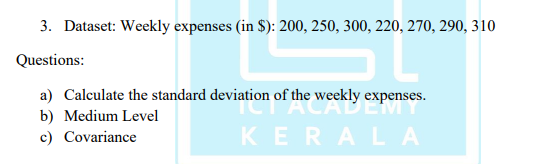 3. Dataset: Weekly expenses (in $): 200, 250, 300, 220, 270, 290, 310
Questions:
a) Calculate the standard deviation of the weekly expenses.
b) Medium Level
ICT ACADEMY
c) Covariance
KERALA